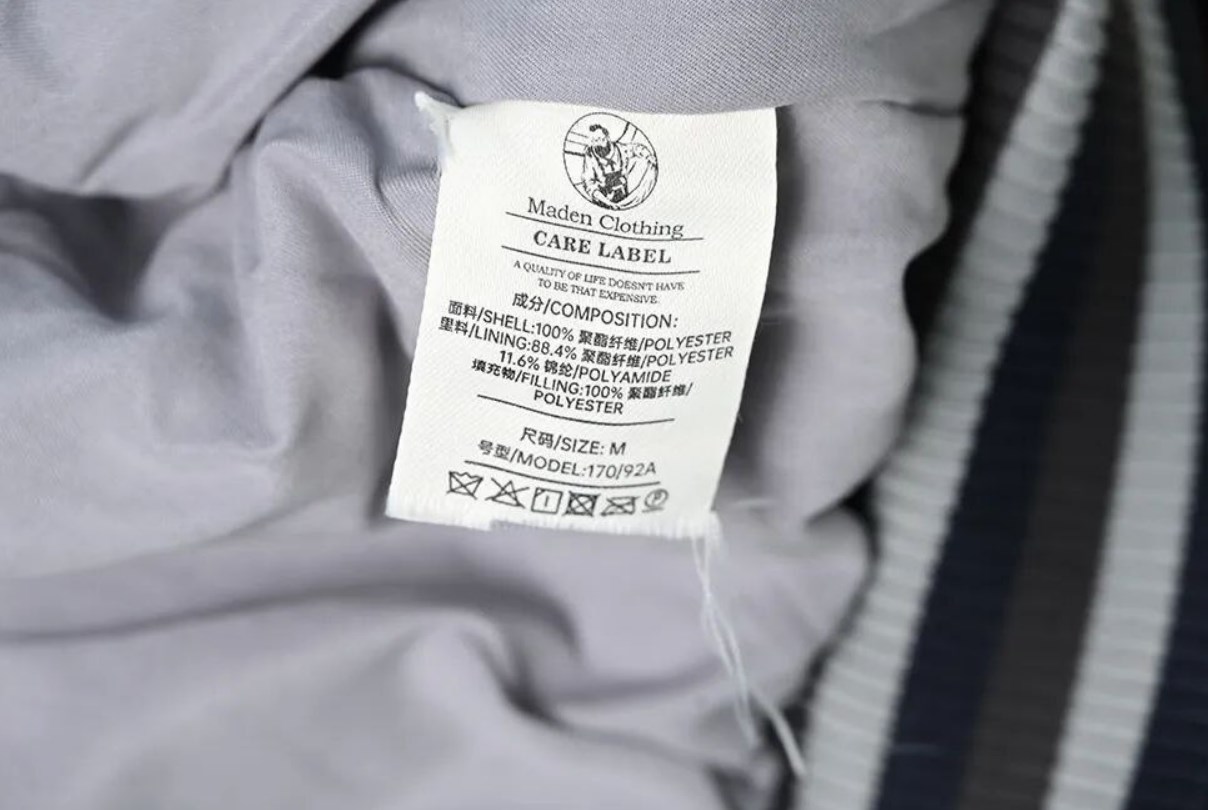 Maden Clothing
CARE LABEL
A QUALITY OF LIFE DOESN'T HAVE
TO BE THAT EXPENSIVE.
成分/COMPOSITION:
面料/SHELL:100% 聚酯纤维/POLYESTER
里料/LINING:88.4% 聚酯纤维/POLYESTER
11.6% 锦纶/POLYAMIDE
填充物/FILLING:100% 聚酯纤维/
POLYESTER
尺码/SIZE: M
号型/MODEL:170/92A
P